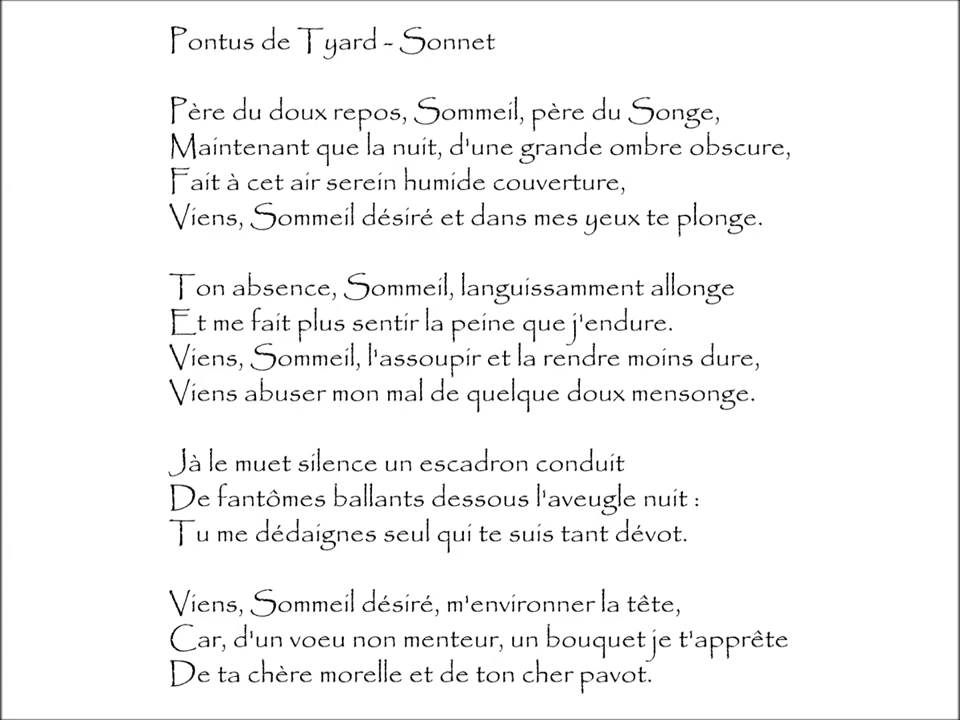 Pontus de Tyard - Sonnet
Père du doux repos, Sommeil, père du Songe,
Maintenant que la nuit, d'une grande ombre obscure,
Fait à cet air serein humide couverture,
Viens, Sommeil désiré et dans mes yeux te plonge.
Ton absence, Sommeil, languissamment allonge
Et me fait plus sentir la peine que j'endure.
Viens, Sommeil, l'assoupir et la rendre moins dure,
Viens abuser mon mal de quelque doux mensonge.
Jà le muet silence un escadron conduit
De fantômes ballants dessous l'aveugle nuit :
Tu me dédaignes seul qui te suis tant dévot.
Viens, Sommeil désiré, m'environner la tête,
Car, d'un voeu non menteur, un bouquet je t'apprête
De ta chère morelle et de ton cher pavot.